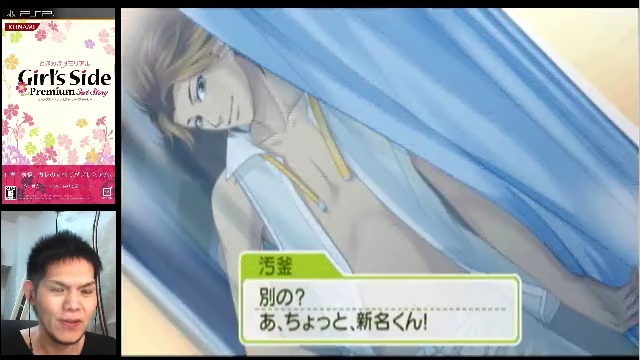 PSP
KONAMI
ときめきメモリアル
Girl's Side
Premium 3rd Story
汚釜
別の?
あ、ちょっと、新名くん!